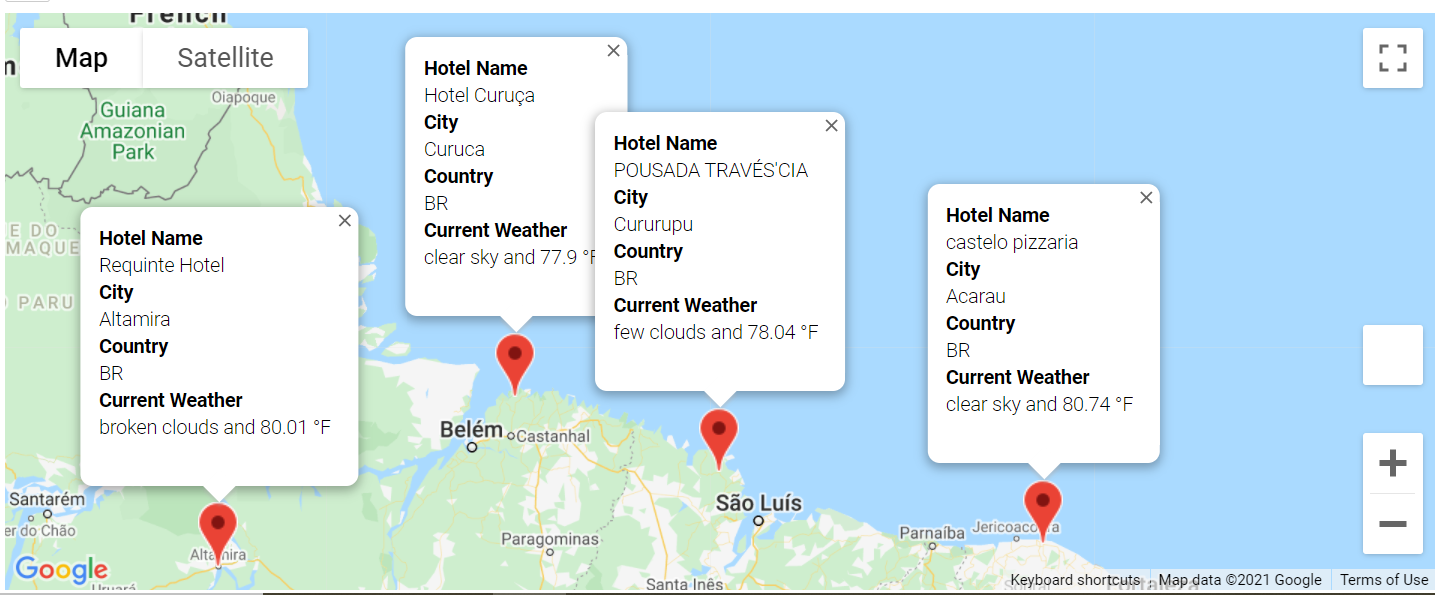 French
Map
Satellite
Guiana
Amazonian
Park
Oiapoque
E DO
MAQUE
PARU
Hotel Name
Requinte Hotel
City
Altamira
Country
BR
Current Weather
broken clouds and 80.01 °F
Hotel Name
Hotel Curuça
City
Curuca
Country
BR
Current Weather
clear sky and 77.9 °F
Hotel Name
POUSADA TRAVÉS'CIA
City
Cururupu
Country
BR
Current Weather
few clouds and 78.04 °F
Hotel Name
castelo pizzaria
City
Acarau
Country
BR
Current Weather
clear sky and 80.74 °F
Belém
Castanhal
Santarém
er do Chão
Altamira
Uruará
São Luís
Paragominas
Santa Inês
Parnaíba
Jericoacoara
Sobral
Fortaleza
Google
Keyboard shortcuts
Map data ©2021 Google
Terms of Use